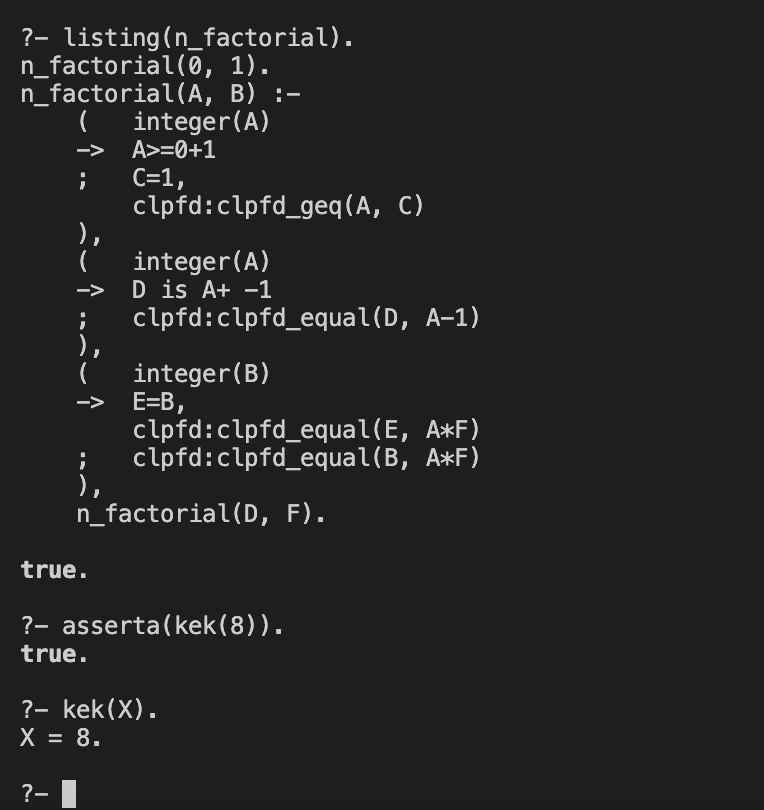 ?- listing(n_factorial).
n_factorial(0, 1).
n_factorial(A, B) :-
    (   integer(A)
    ->  A>=0+1
    ;   C=1,
        clpfd:clpfd_geq(A, C)
    ),
    (   integer(A)
    ->  D is A+ -1
    ;   clpfd:clpfd_equal(D, A-1)
    ),
    (   integer(B)
    ->  E=B,
        clpfd:clpfd_equal(E, A*F)
    ;   clpfd:clpfd_equal(B, A*F)
    ),
    n_factorial(D, F).
true.
?- asserta(kek(8)).
true.
?- kek(X).
X = 8.
?-